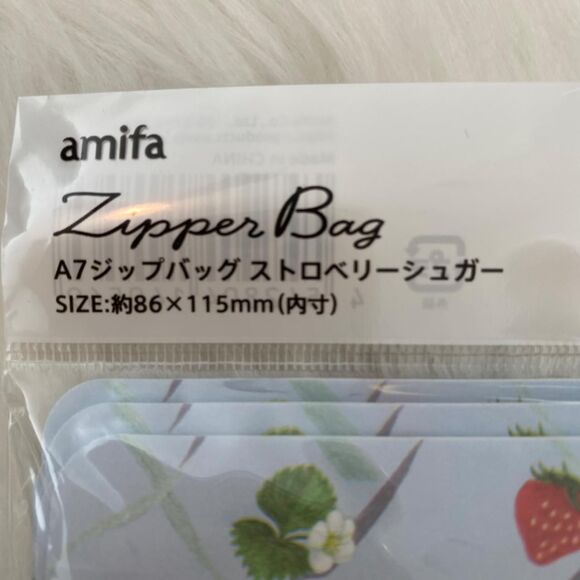 amifa
Zipper Bag
A7ジップバッグ ストロベリーシュガー
SIZE:約86×115mm(内寸)